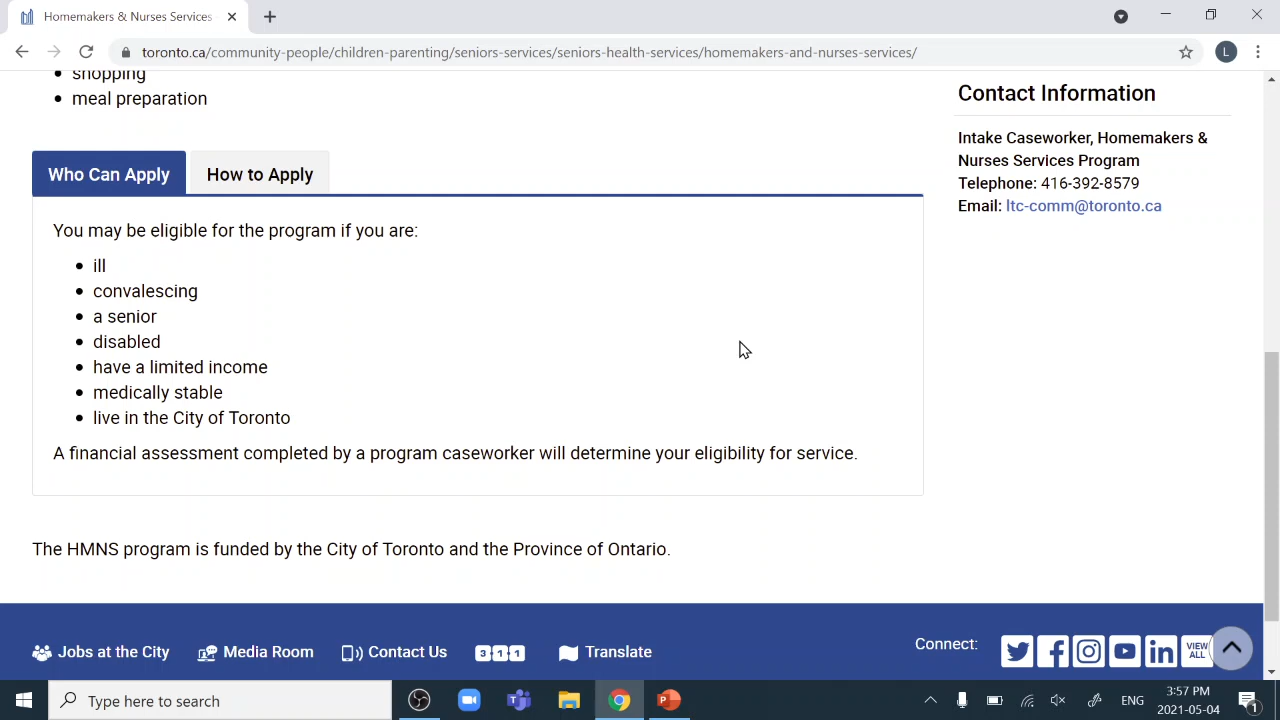 Homemakers & Nurses Services
toronto.ca/community-people/children-parenting/seniors-services/seniors-health-services/homemakers-and-nurses-services/
L
shopping
meal preparation
Who Can Apply
How to Apply
You may be eligible for the program if you are:
ill
convalescing
a senior
disabled
have a limited income
medically stable
live in the City of Toronto
A financial assessment completed by a program caseworker will determine your eligibility for service.
The HMNS program is funded by the City of Toronto and the Province of Ontario.
Contact Information
Intake Caseworker, Homemakers &
Nurses Services Program
Telephone: 416-392-8579
Email: ltc-comm@toronto.ca
Jobs at the City
Media Room
Contact Us
3 1 1
Translate
Connect:
VIEW
ALL
Type here to search
ENG
3:57 PM
2021-05-04
1